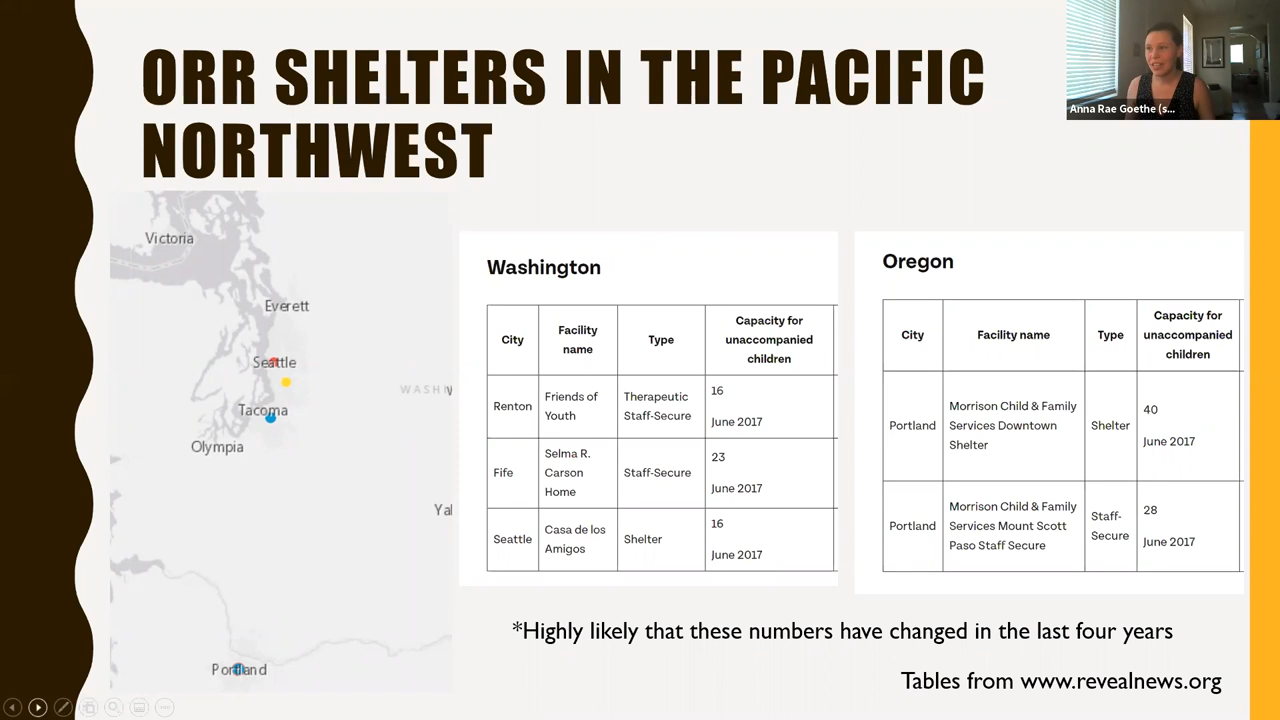 ORR SHELTERS IN THE PACIFIC
NORTHWEST
Anna Rae Goethe (s...
Victoria
Everett
Seattle
Tacoma
Olympia
Portland
Washington
City
Facility
name
Type
Capacity for
unaccompanied
children
Renton
Friends of
Youth
Therapeutic
Staff-Secure
16
June 2017
Fife
Selma R.
Carson
Home
Staff-Secure
23
June 2017
Seattle
Casa de los
Amigos
Shelter
16
June 2017
Oregon
City
Facility name
Type
Capacity for
unaccompanied
children
Portland
Morrison Child & Family
Services Downtown
Shelter
Shelter
40
June 2017
Portland
Morrison Child & Family
Services Mount Scott
Paso Staff Secure
Staff-
Secure
28
June 2017
*Highly likely that these numbers have changed in the last four years
Tables from www.revealnews.org